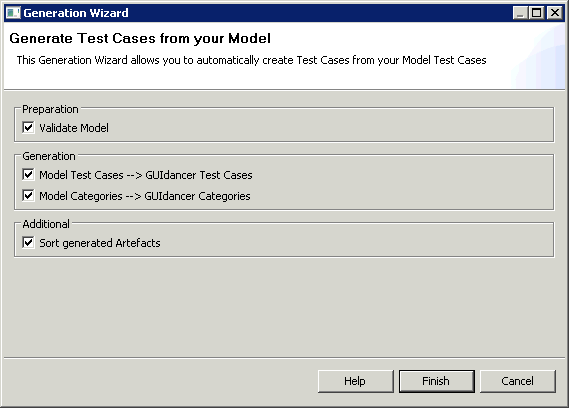 Generation Wizard
Generate Test Cases from your Model
This Generation Wizard allows you to automatically create Test Cases from your Model Test Cases
Preparation
Validate Model
Generation
Model Test Cases --> GUIdancer Test Cases
Model Categories --> GUIdancer Categories
Additional
Sort generated Artefacts
Help Finish Cancel